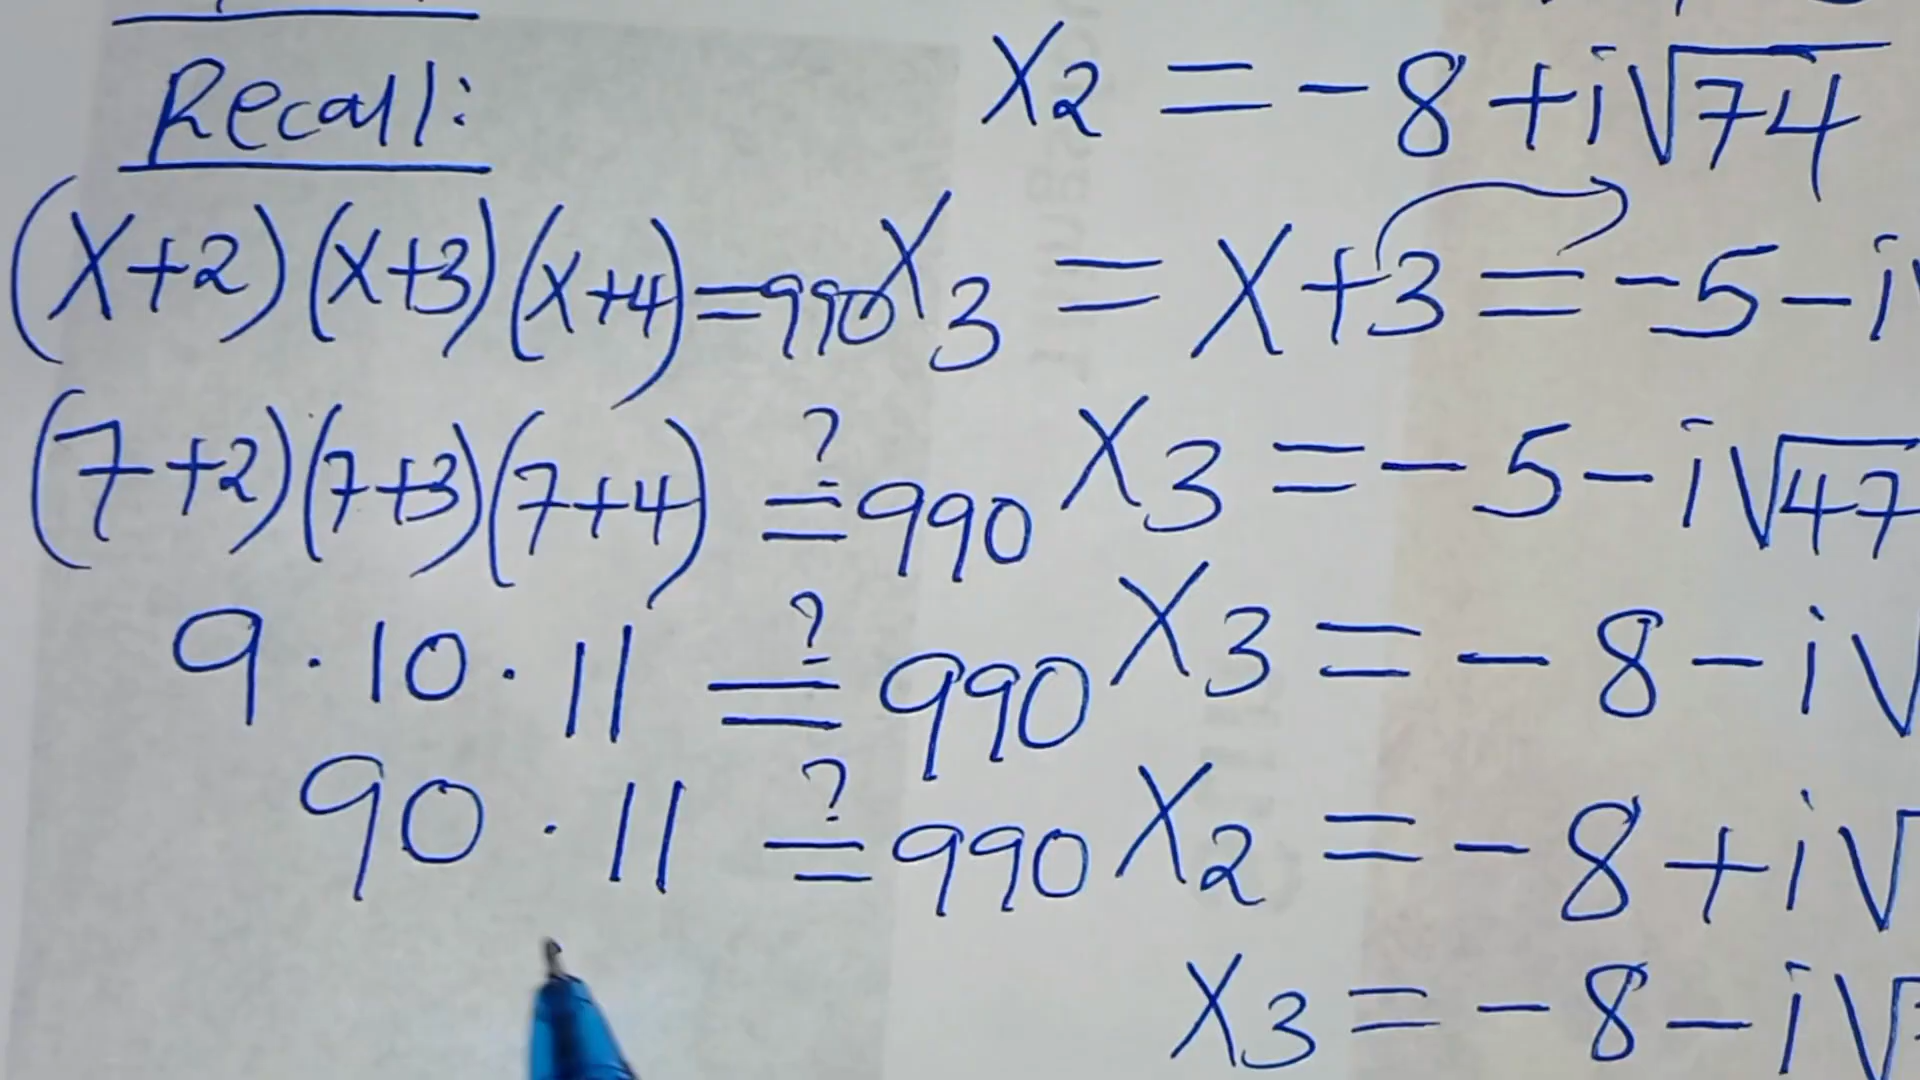 Recall:
(x+2)(x+3)(x+4)=990
(7+2)(7+3)(7+4) ?= 990
9·10·11 ?= 990
90·11 ?= 990
X2 = -8+i√74
X3 = X+3 = -5-i
X3 = -5-i√47
X3 = -8-i√
X2 = -8+i√
X3 = -8-i√